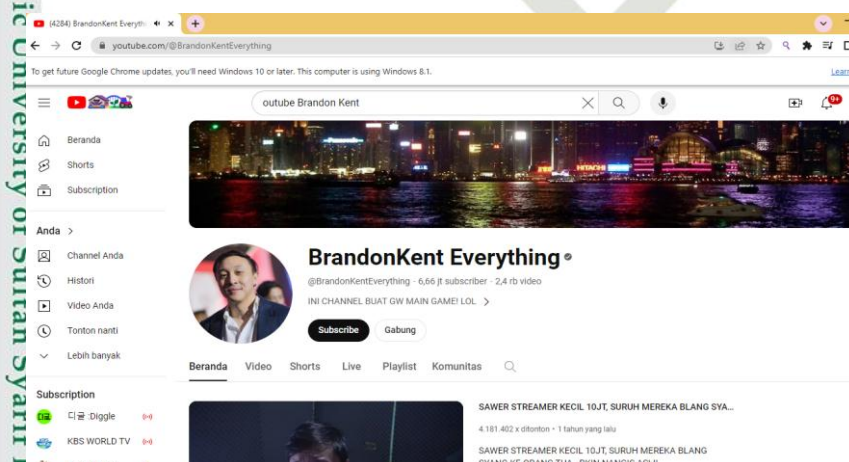 ic University of Sultan Syarif
(4284) BrandonKent Everyth
youtube.com/@BrandonKentEverything
To get future Google Chrome updates, you'll need Windows 10 or later. This computer is using Windows 8.1.
Lear
outube Brandon Kent
9+
Beranda
Shorts
Subscription
Anda >
Channel Anda
Histori
Video Anda
Tonton nanti
Lebih banyak
Subscription
디글 :Diggle
KBS WORLD TV
HITACHI
BrandonKent Everything
@BrandonKentEverything · 6,66 jt subscriber · 2,4 rb video
INI CHANNEL BUAT GW MAIN GAME! LOL >
Subscribe Gabung
Beranda Video Shorts Live Playlist Komunitas
SAWER STREAMER KECIL 10JT, SURUH MEREKA BLANG SYA...
4.181.402 x ditonton • 1 tahun yang lalu
SAWER STREAMER KECIL 10JT, SURUH MEREKA BLANG